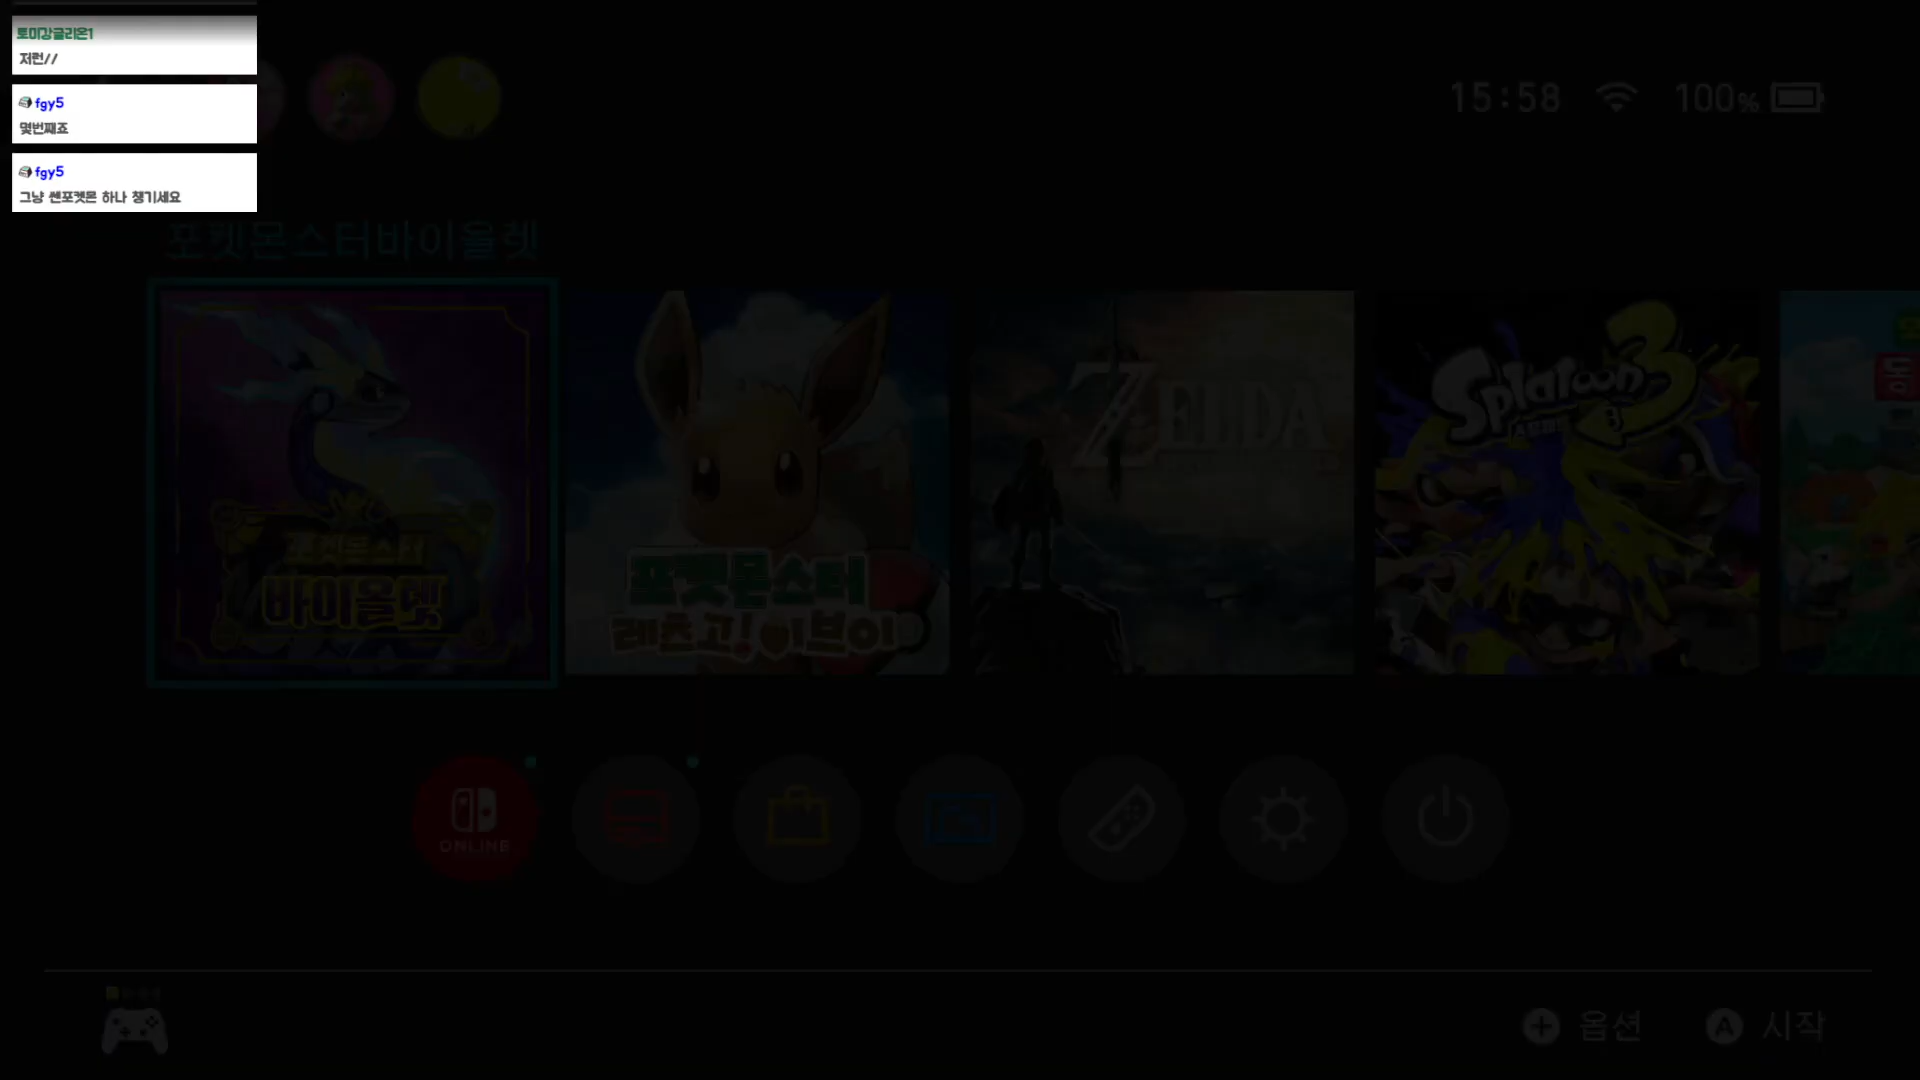 토미강글리온1
저런//
fgy5
몇번째죠
fgy5
그냥 쎈포켓몬 하나 챙기세요
15:58
100%
포켓몬스터바이올렛
포켓몬스터
바이올렛
포켓몬스터
레츠고! 이브이
ZELDA
Splatoon 3
동
ONLINE
옵션
A 시작